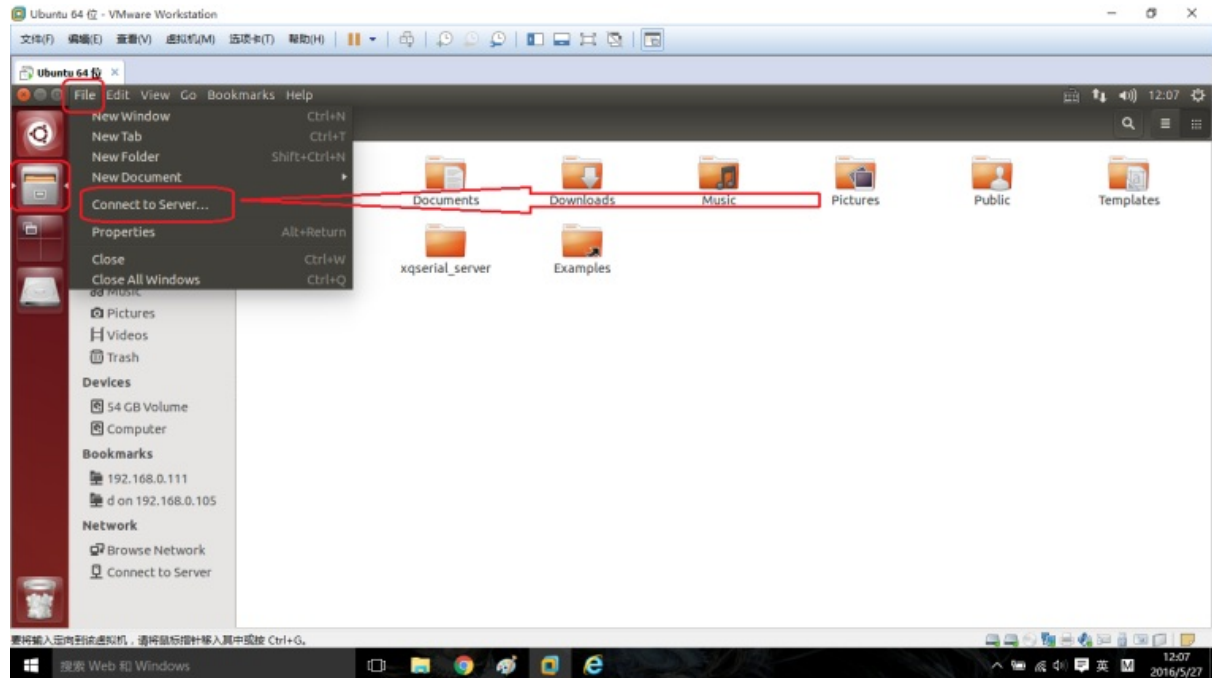 Ubuntu 64 位 - VMware Workstation
文件(F) 编辑(E) 查看(V) 虚拟机(M) 选项卡(T) 帮助(H)
Ubuntu 64 位
File Edit View Go Bookmarks Help 12:07
New Window Ctrl+N
New Tab Ctrl+T
New Folder Shift+Ctrl+N
New Document
Connect to Server...
Properties Alt+Return
Close Ctrl+W
Close All Windows Ctrl+Q
Documents Downloads Music Pictures Public Templates
xqserial_server Examples
Music
Pictures
Videos
Trash
Devices
54 GB Volume
Computer
Bookmarks
192.168.0.111
d on 192.168.0.105
Network
Browse Network
Connect to Server
要将输入定向到该虚拟机，请将鼠标指针移入其中或按 Ctrl+G。
搜索 Web 和 Windows
英
M
12:07
2016/5/27